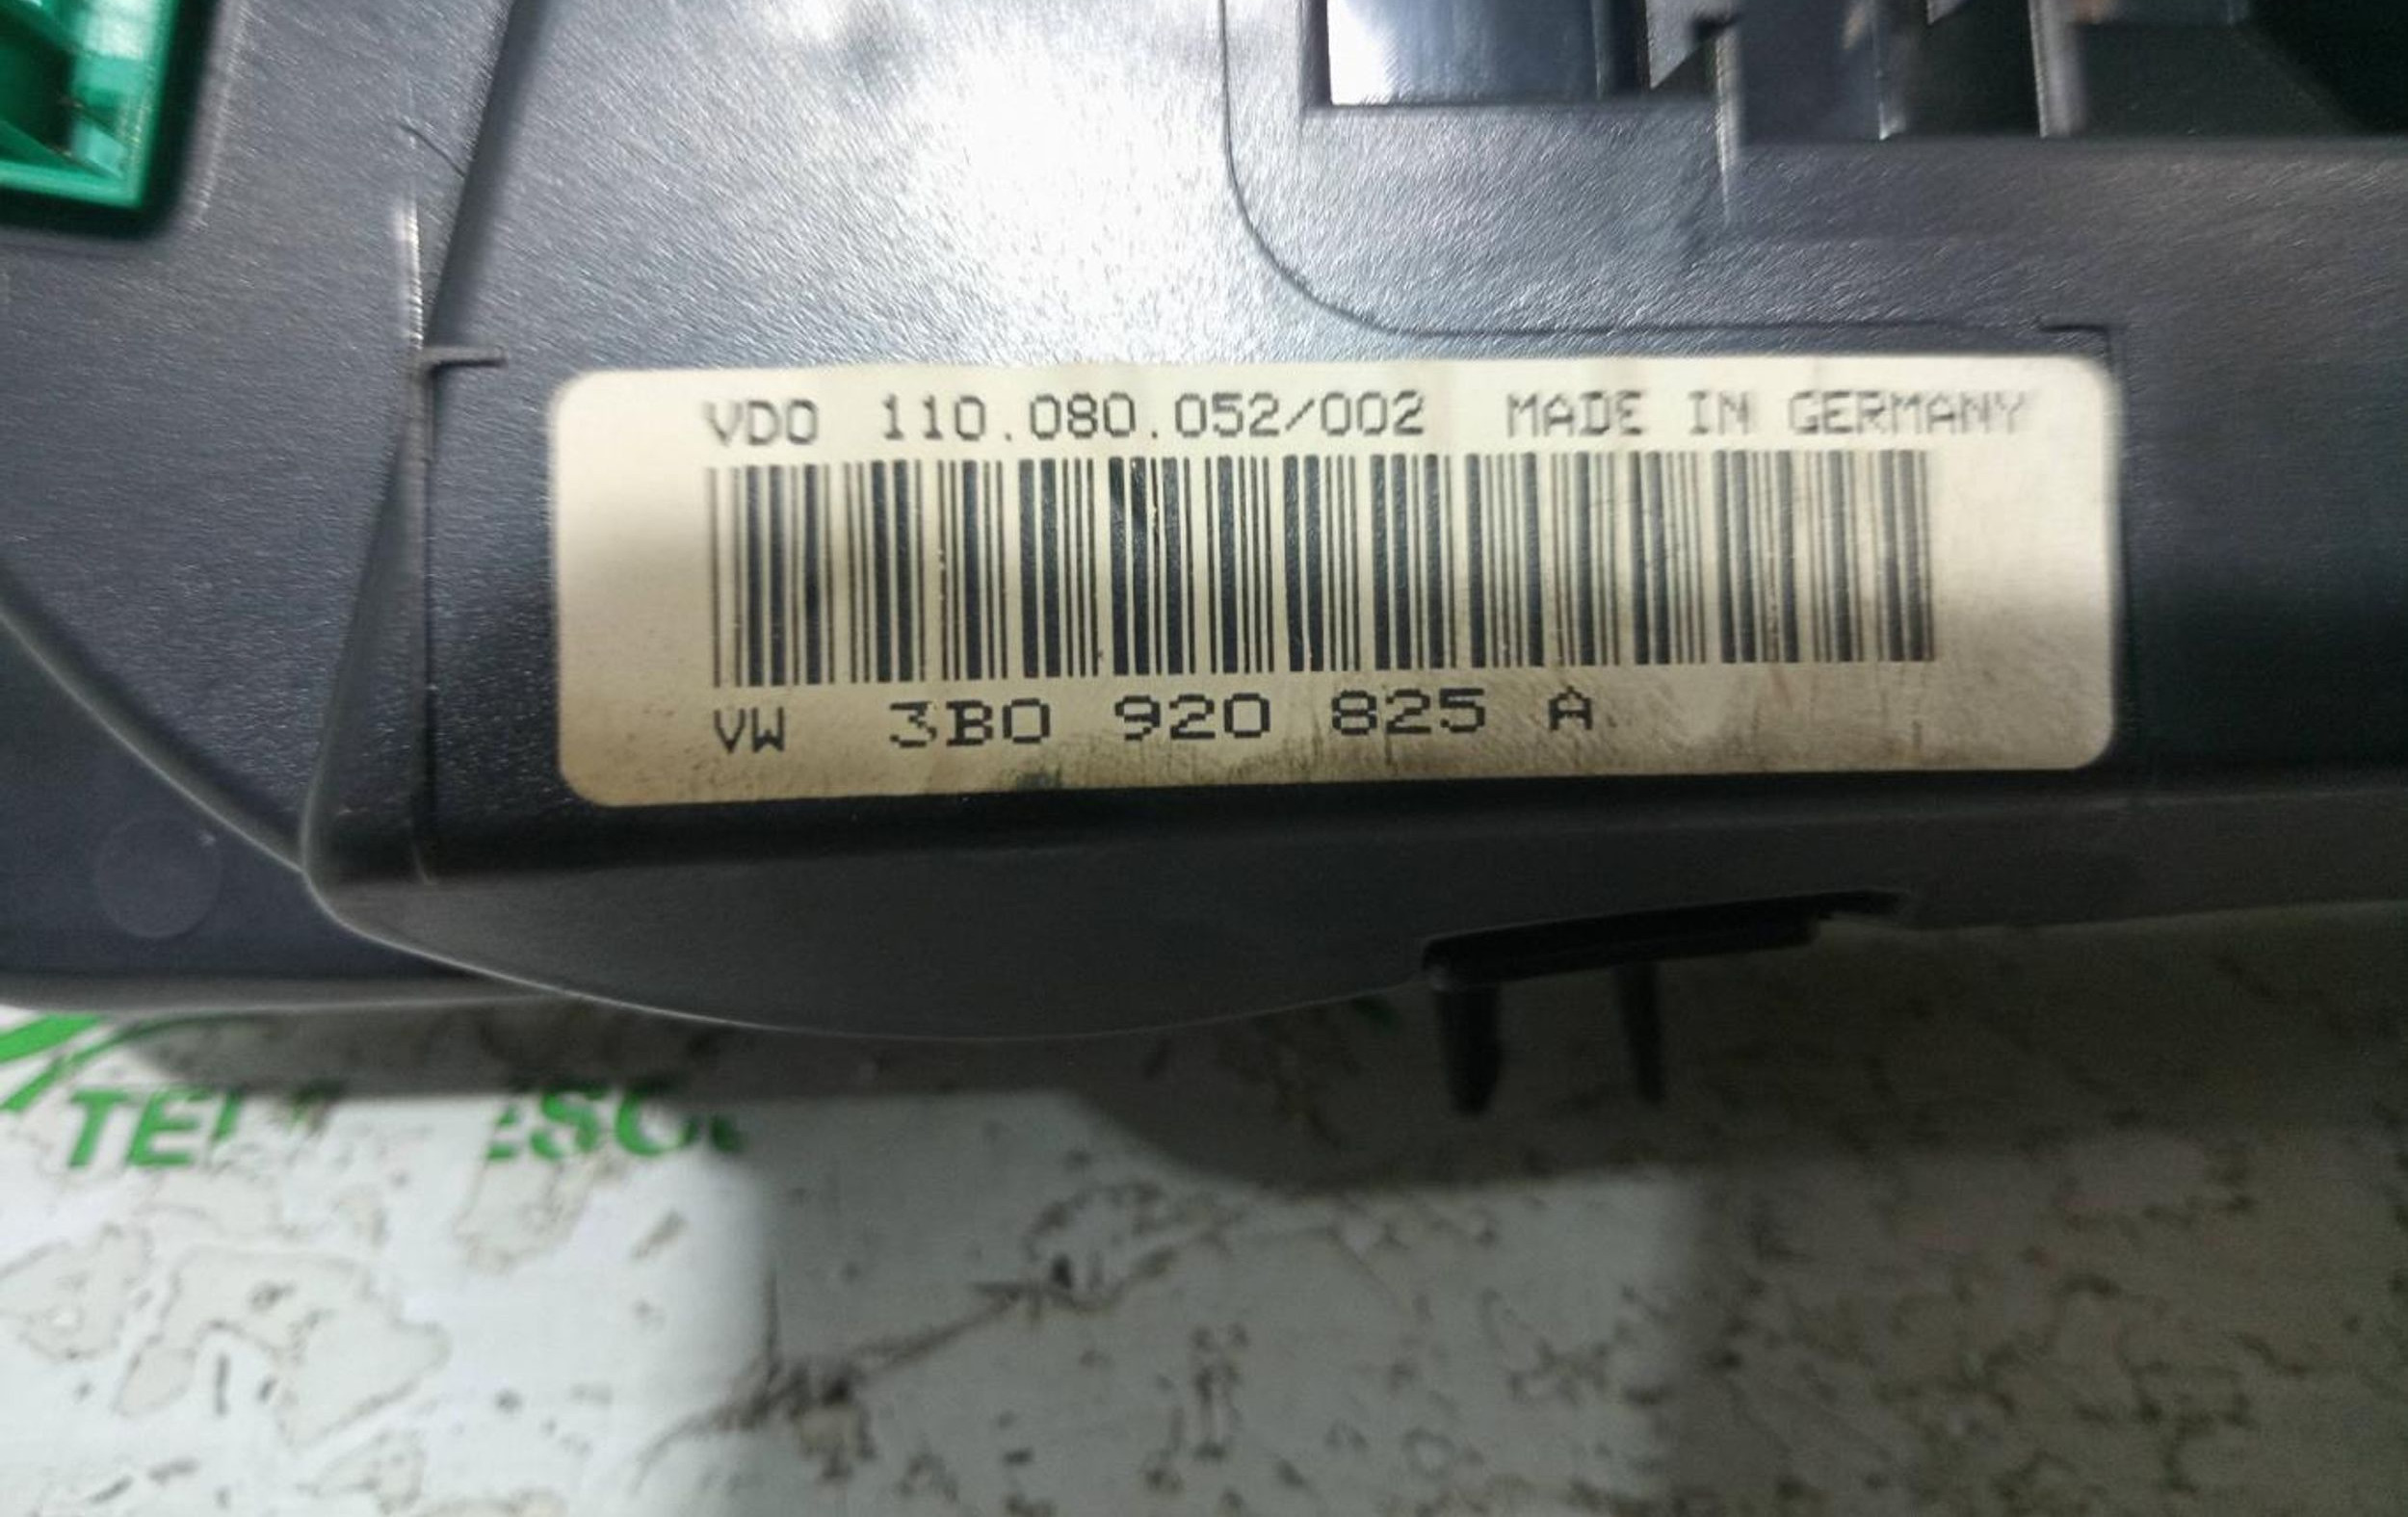 VDO 110.080.052/002 MADE IN GERMANY
VW 3B0 920 825 A